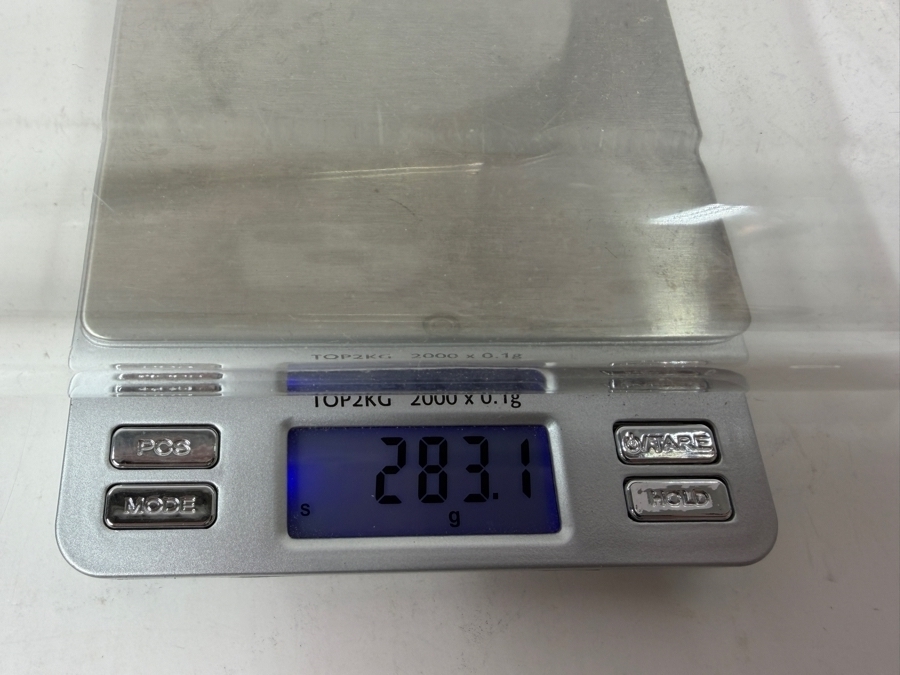 TOP2KG 2000 x 0.1g
TOP2KG 2000 x 0.1g
PCS
283.1
⏻/TARE
MODE
s
g
HOLD